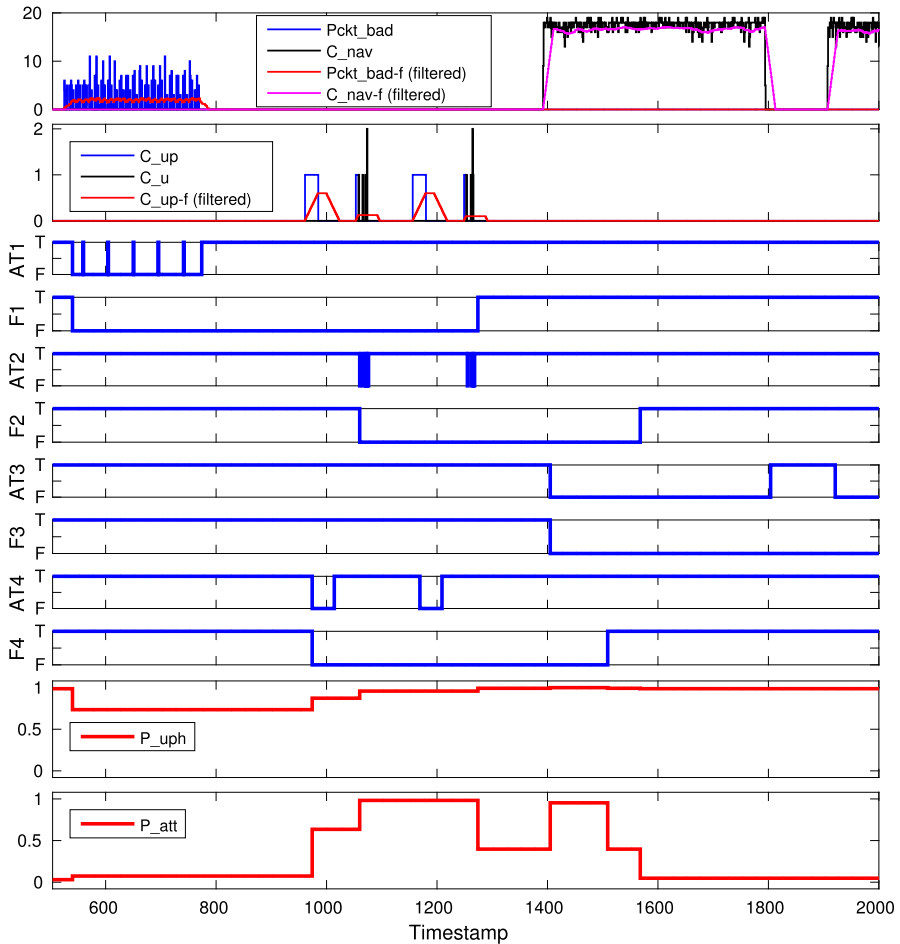 20
10
0
Pckt_bad
C_nav
Pckt_bad-f (filtered)
C_nav-f (filtered)
2
1
0
C_up
C_u
C_up-f (filtered)
AT1
T
F
F1
T
F
AT2
T
F
F2
T
F
AT3
T
F
F3
T
F
AT4
T
F
F4
T
F
1
0.5
0
P_uph
1
0.5
0
P_att
600 800 1000 1200 1400 1600 1800 2000
Timestamp